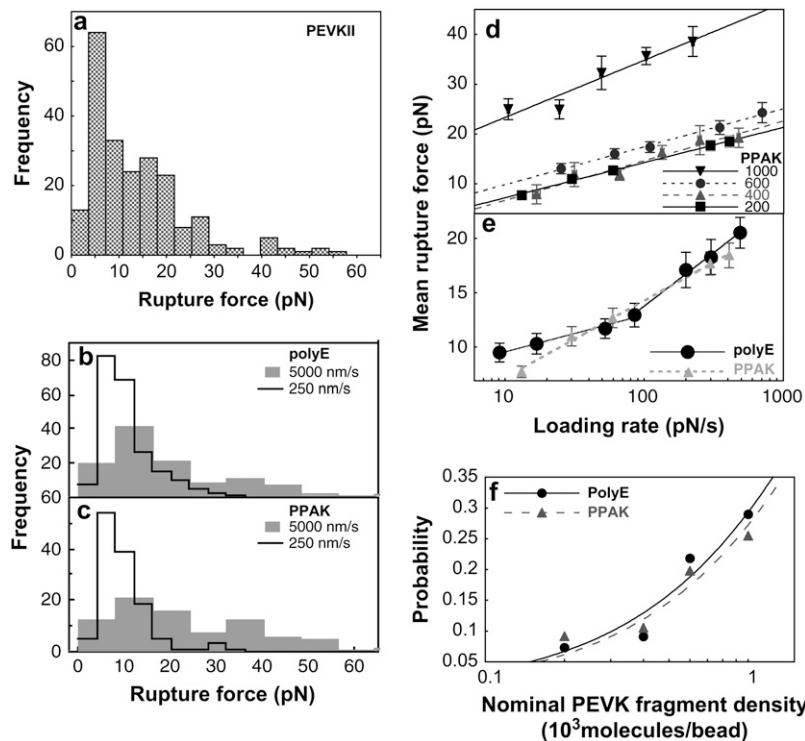 a
PEVKII
Frequency
60
40
20
0
0 10 20 30 40 50 60
Rupture force (pN)
b
polyE
5000 nm/s
250 nm/s
80
60
40
20
60
c
PPAK
5000 nm/s
250 nm/s
40
20
0
Frequency
0 10 20 30 40 50 60
Rupture force (pN)
d
40
30
20
10
PPAK
1000
600
400
200
Mean rupture force (pN)
e
20
15
10
polyE
PPAK
10 100 1000
Loading rate (pN/s)
f
PolyE
PPAK
0.35
0.3
0.25
0.2
0.15
0.1
0.05
Probability
0.1 1
Nominal PEVK fragment density
(10³molecules/bead)